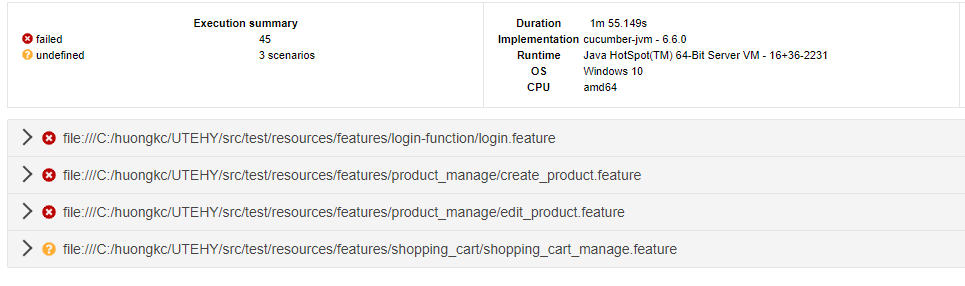 Execution summary
failed 45
undefined 3 scenarios
Duration 1m 55.149s
Implementation cucumber-jvm - 6.6.0
Runtime Java HotSpot(TM) 64-Bit Server VM - 16+36-2231
OS Windows 10
CPU amd64
file:///C:/huongkc/UTEHY/src/test/resources/features/login-function/login.feature
file:///C:/huongkc/UTEHY/src/test/resources/features/product_manage/create_product.feature
file:///C:/huongkc/UTEHY/src/test/resources/features/product_manage/edit_product.feature
file:///C:/huongkc/UTEHY/src/test/resources/features/shopping_cart/shopping_cart_manage.feature